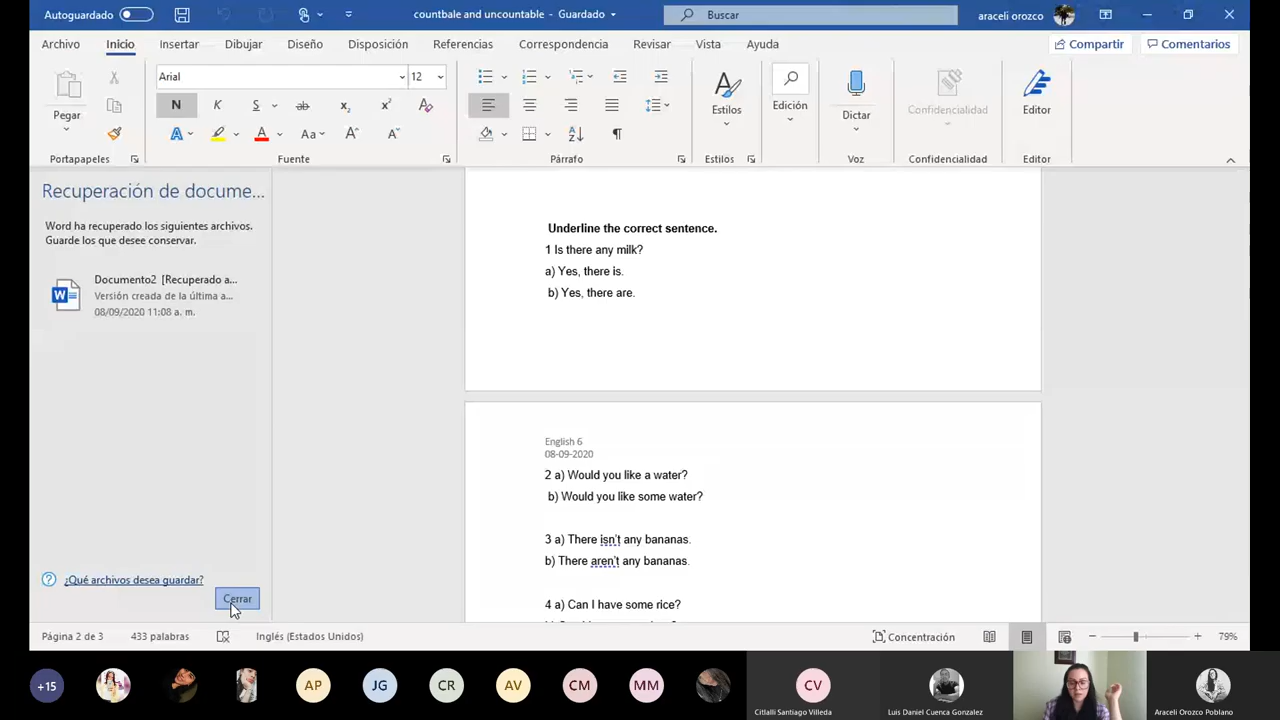 Autoguardado
countbale and uncountable - Guardado
Buscar
araceli orozco
Archivo Inicio Insertar Dibujar Diseño Disposición Referencias Correspondencia Revisar Vista Ayuda
Compartir Comentarios
Pegar
Portapapeles
Arial 12
N K S ab x₂ x² A
A A Aa A A
Fuente
Párrafo
Estilos
Estilos
Edición
Dictar
Voz
Confidencialidad
Confidencialidad
Editor
Editor
Recuperación de docume...
Word ha recuperado los siguientes archivos.
Guarde los que desee conservar.
Documento2 [Recuperado a...
Versión creada de la última a...
08/09/2020 11:08 a. m.
¿Qué archivos desea guardar?
Cerrar
Underline the correct sentence.
1 Is there any milk?
a) Yes, there is.
b) Yes, there are.
English 6
08-09-2020
2 a) Would you like a water?
b) Would you like some water?
3 a) There isn't any bananas.
b) There aren't any bananas.
4 a) Can I have some rice?
Página 2 de 3 433 palabras Inglés (Estados Unidos) Concentración 79%
+15 AP JG CR AV CM MM CV
Citlalli Santiago Villeda
Luis Daniel Cuenca Gonzalez
Araceli Orozco Poblano